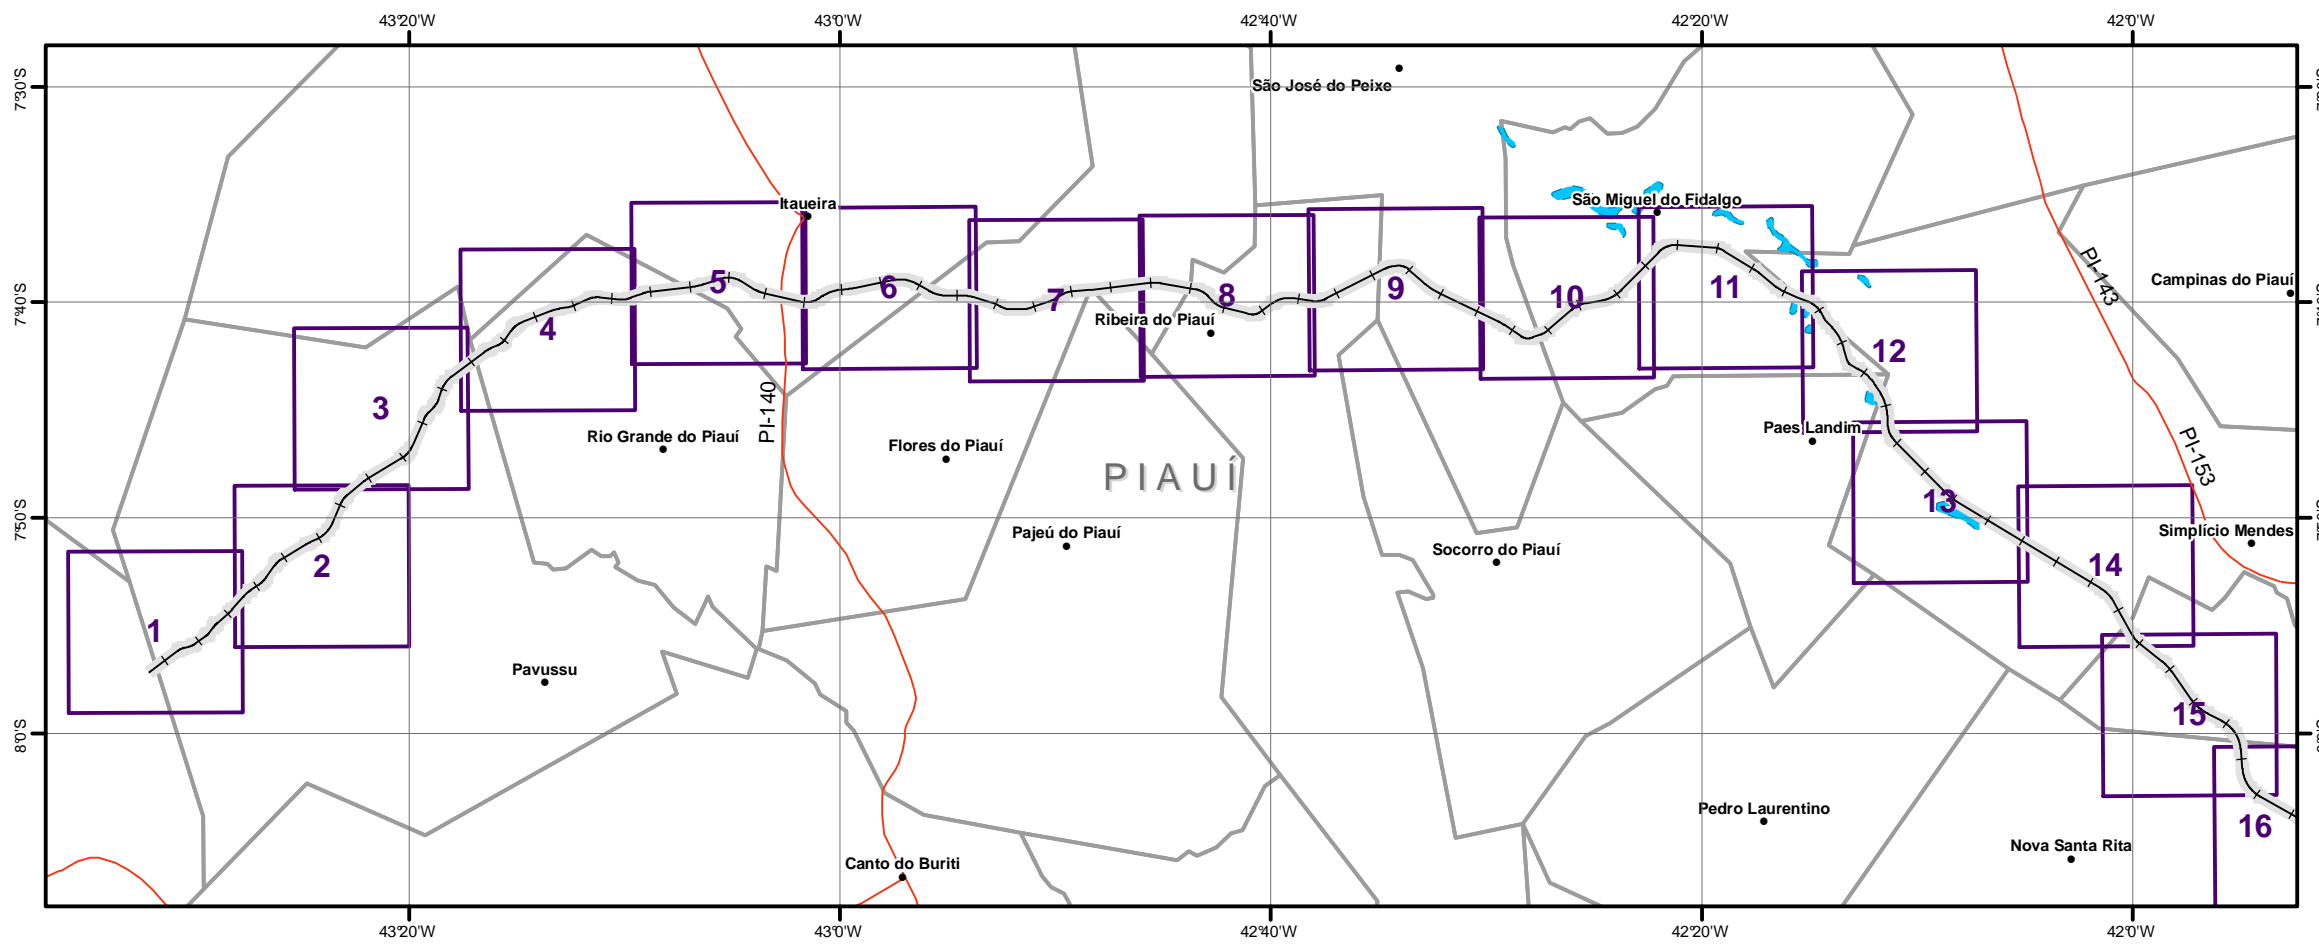 43°20'W 43°0'W 42°40'W 42°20'W 42°0'W
São José do Peixe
7°30'S
Itaueira
São Miguel do Fidalgo
PI-143
Campinas do Piauí
5 6 7 8 9 10 11
7°40'S
Ribeira do Piauí
4
12
3
PI-140
Paes Landim
Rio Grande do Piauí
Flores do Piauí
PI-153
PIAUÍ
13
7°50'S
Pajeú do Piauí
Simplício Mendes
Socorro do Piauí
2
14
1
Pavussu
15
8°0'S
Pedro Laurentino
16
Nova Santa Rita
Canto do Buriti
43°20'W 43°0'W 42°40'W 42°20'W 42°0'W